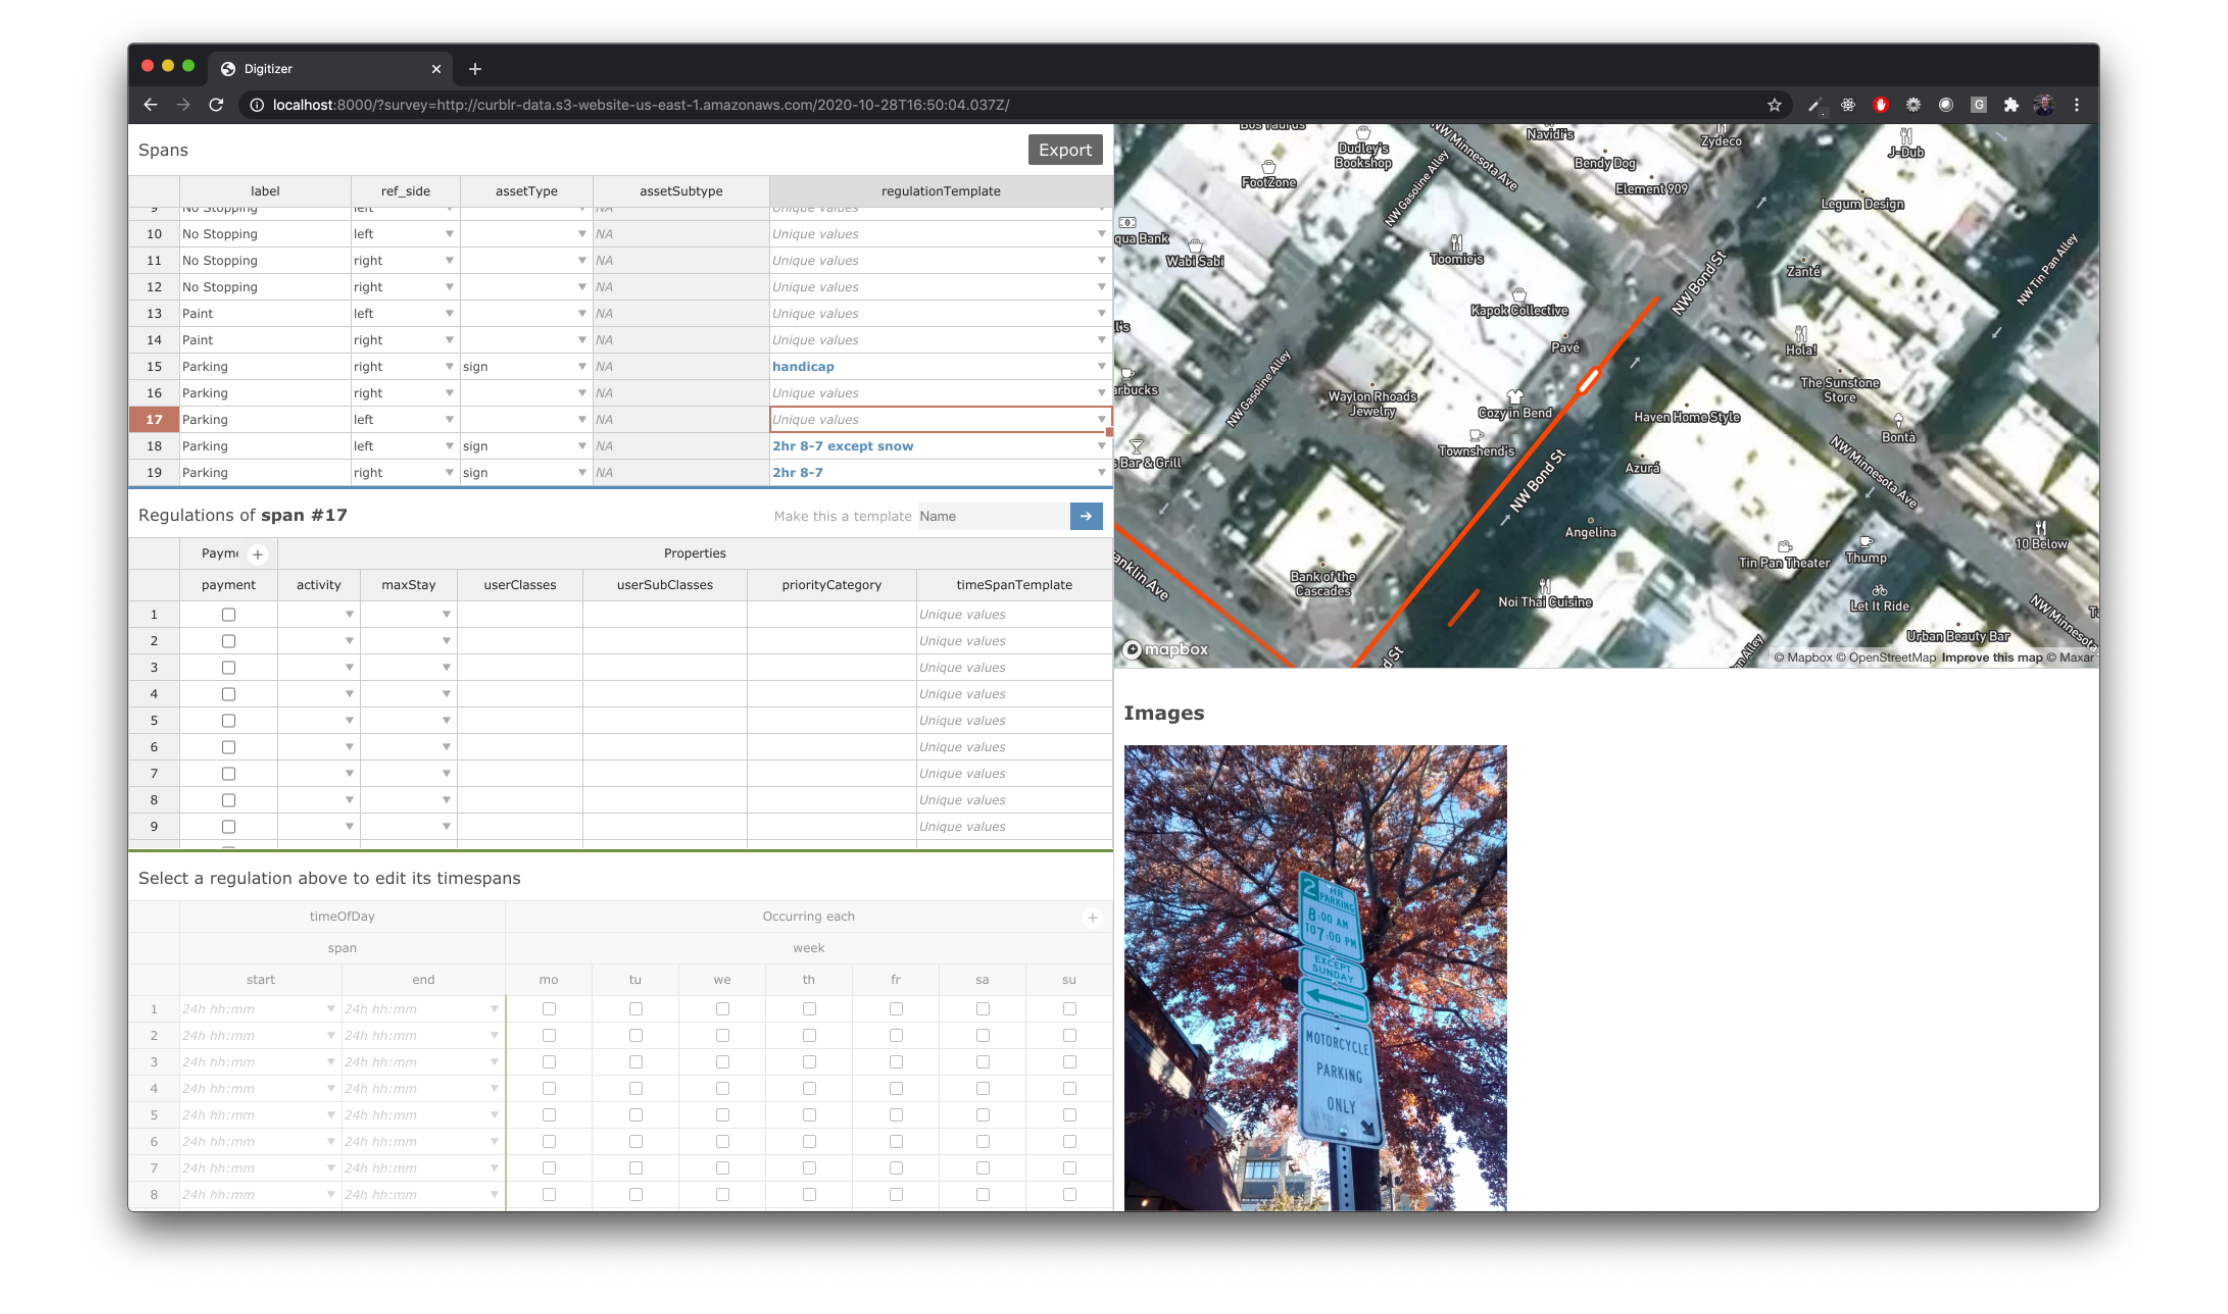 Digitizer
localhost:8000/?survey=http://curblr-data.s3-website-us-east-1.amazonaws.com/2020-10-28T16:50:04.037Z/
Spans
Export
label ref_side assetType assetSubtype regulationTemplate
9 No Stopping left NA Unique values
10 No Stopping left NA Unique values
11 No Stopping right NA Unique values
12 No Stopping right NA Unique values
13 Paint left NA Unique values
14 Paint right NA Unique values
15 Parking right sign NA handicap
16 Parking right NA Unique values
17 Parking left NA Unique values
18 Parking left sign NA 2hr 8-7 except snow
19 Parking right sign NA 2hr 8-7
Regulations of span #17
Make this a template Name
Payme + Properties
payment activity maxStay userClasses userSubClasses priorityCategory timeSpanTemplate
1 Unique values
2 Unique values
3 Unique values
4 Unique values
5 Unique values
6 Unique values
7 Unique values
8 Unique values
9 Unique values
Select a regulation above to edit its timespans
timeOfDay Occurring each +
span week
start end mo tu we th fr sa su
1 24h hh:mm 24h hh:mm
2 24h hh:mm 24h hh:mm
3 24h hh:mm 24h hh:mm
4 24h hh:mm 24h hh:mm
5 24h hh:mm 24h hh:mm
6 24h hh:mm 24h hh:mm
7 24h hh:mm 24h hh:mm
8 24h hh:mm 24h hh:mm
Bos Taurus
Dudley's
Bookshop
FootZone
NW Minnesota Ave
NW Gasoline Alley
Navidi's
Bendy Dog
Element 909
Zydeco
J-Dub
Legum Design
qua Bank
Wabi Sabi
Toomie's
Kapok Collective
NW Bond St
Zanté
NW Tin Pan Alley
l's
Pavé
Hola!
arbucks
NW Gasoline Alley
Waylon Rhoads
Jewelry
Cozy in Bend
Haven Home Style
The Sunstone
Store
Townshend's
Bontà
s Bar & Grill
NW Bond St
Azurá
NW Minnesota Ave
Angelina
Tin Pan Theater
Thump
10 Below
anklin Ave
Bank of the
Cascades
Noi Thai Cuisine
Let It Ride
NW Minnesota
Urban Beauty Bar
Ta
d St
n Alley
mapbox
© Mapbox © OpenStreetMap Improve this map © Maxar
Images
2 HR
PARKING
8:00 AM
TO 7:00 PM
EXCEPT
SUNDAY
MOTORCYCLE
PARKING
ONLY